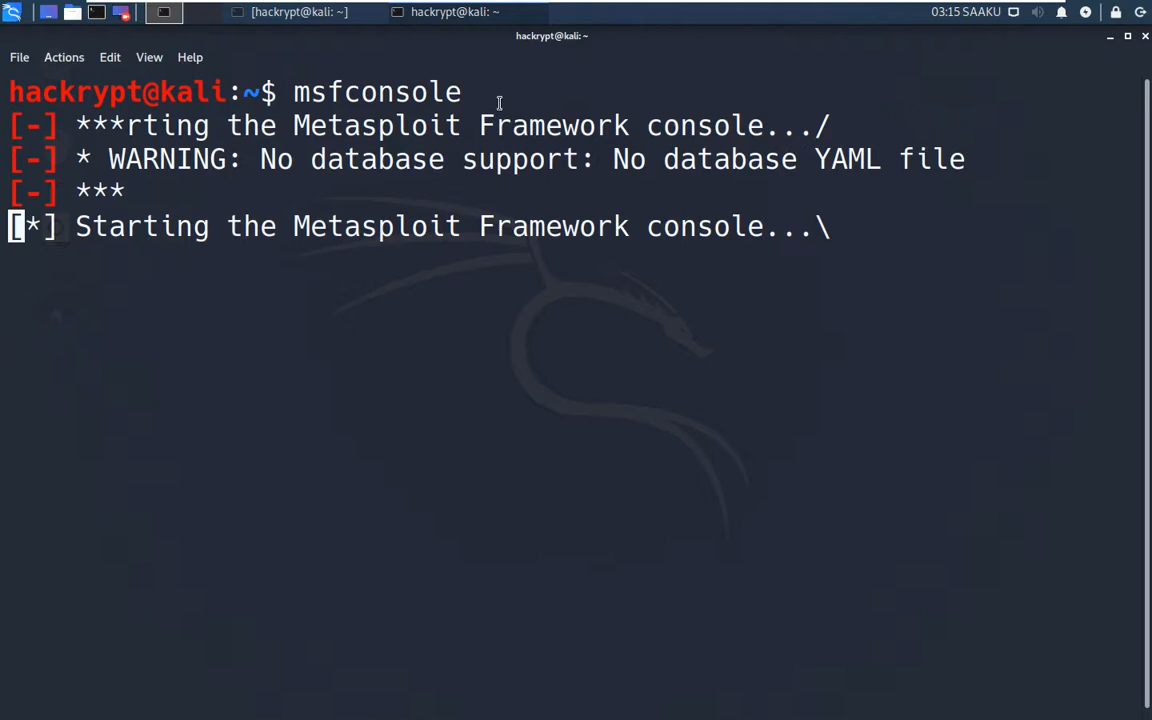 [hackrypt@kali: ~]
hackrypt@kali: ~
03:15 SAAKU
hackrypt@kali: ~
File Actions Edit View Help
hackrypt@kali:~$ msfconsole
[-] ***rting the Metasploit Framework console.../
[-] * WARNING: No database support: No database YAML file
[-] ***
[*] Starting the Metasploit Framework console...\